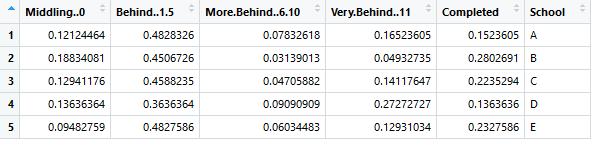 Middling..0 Behind..1.5 More.Behind..6.10 Very.Behind..11 Completed School
1 0.12124464 0.4828326 0.07832618 0.16523605 0.1523605 A
2 0.18834081 0.4506726 0.03139013 0.04932735 0.2802691 B
3 0.12941176 0.4588235 0.04705882 0.14117647 0.2235294 C
4 0.13636364 0.3636364 0.09090909 0.27272727 0.1363636 D
5 0.09482759 0.4827586 0.06034483 0.12931034 0.2327586 E